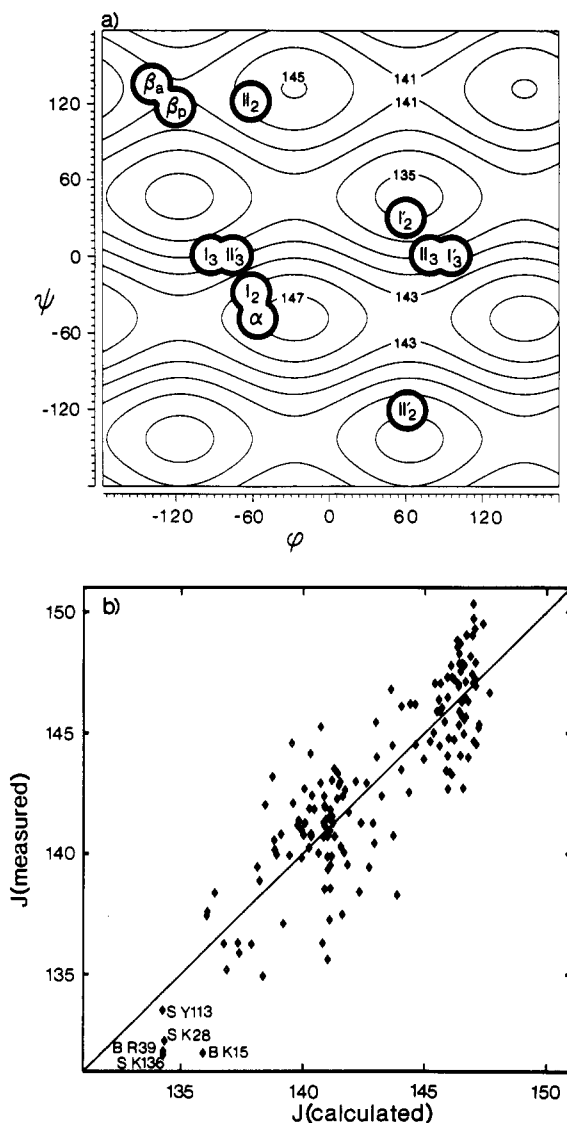 a)
145
141
141
βa
βp
II2
120
135
60
I'2
0
I3
II'3
II3
I'3
ψ
I2
α
147
143
-60
143
-120
II'2
-120
-60
0
60
120
φ
b)
150
145
J(measured)
140
135
S Y113
S K28
B R39
B K15
S K136
135
140
145
150
J(calculated)